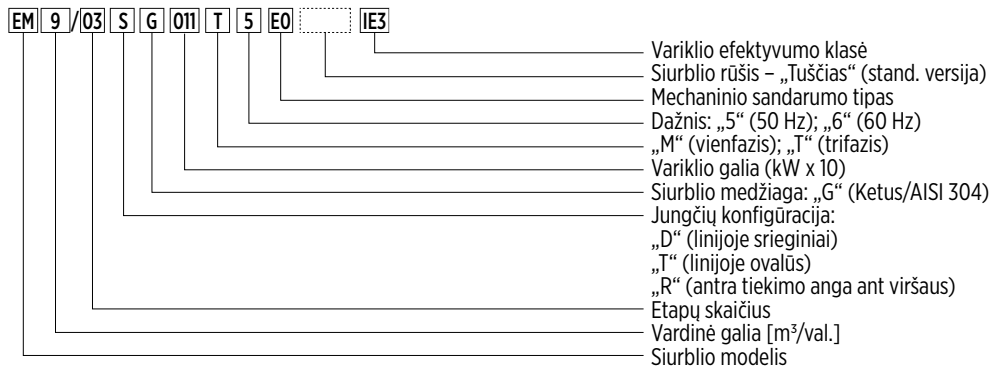 EM 9 / 03 S G 011 T 5 E0 IE3
Variklio efektyvumo klasė
Siurblio rūšis – „Tuščias“ (stand. versija)
Mechaninio sandarumo tipas
Dažnis: „5“ (50 Hz); „6“ (60 Hz)
„M“ (vienfazis); „T“ (trifazis)
Variklio galia (kW x 10)
Siurblio medžiaga: „G“ (Ketus/AISI 304)
Jungčių konfigūracija:
„D“ (linijoje srieginiai)
„T“ (linijoje ovalūs)
„R“ (antra tiekimo anga ant viršaus)
Etapų skaičius
Vardinė galia [m³/val.]
Siurblio modelis